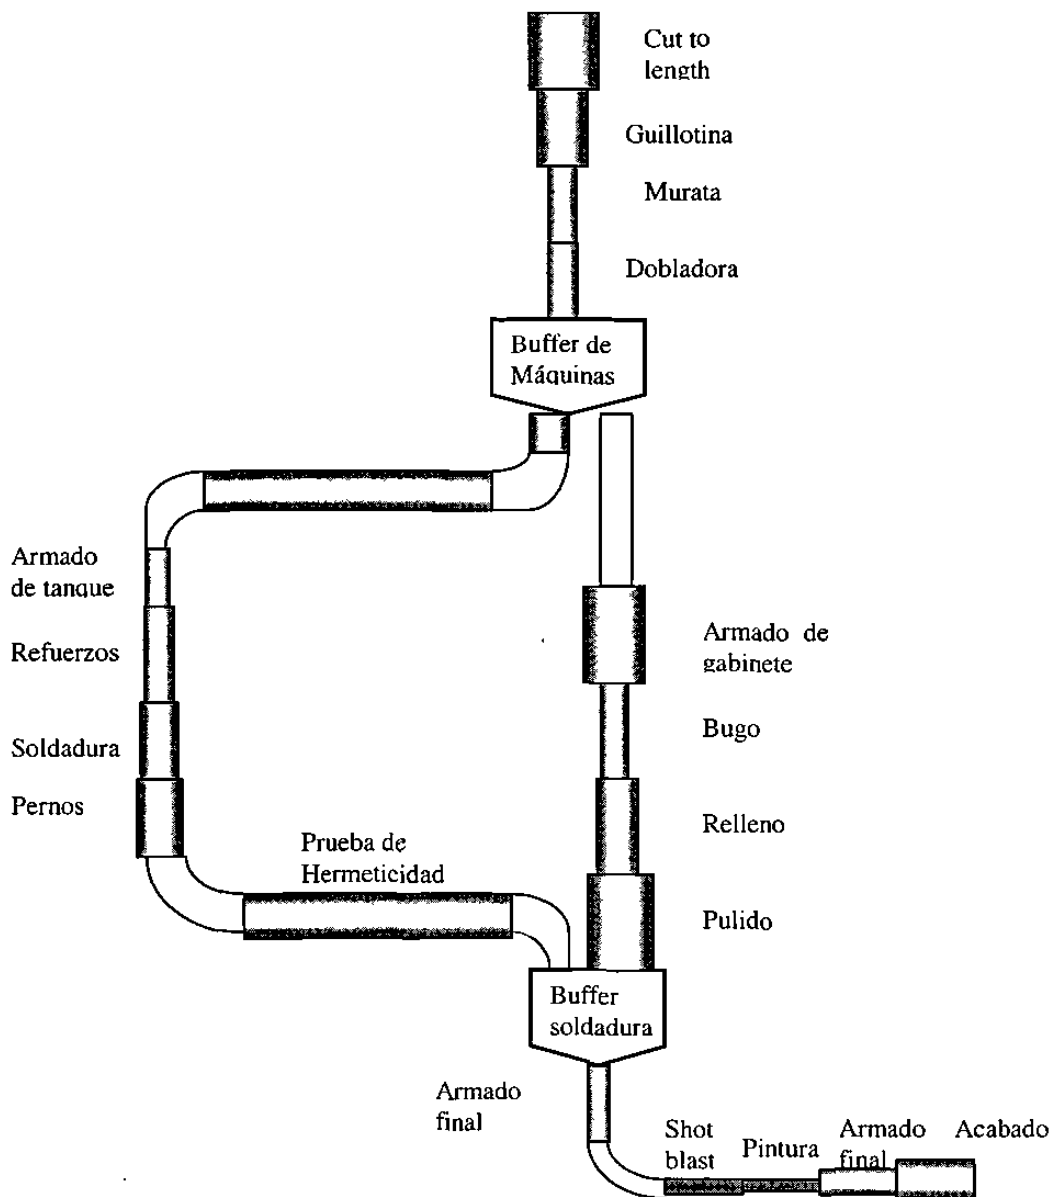 Cut to
length
Guillotina
Murata
Dobladora
Buffer de
Máquinas
Armado
de tanque
Refuerzos
Soldadura
Pernos
Prueba de
Hermeticidad
Armado de
gabinete
Bugo
Relleno
Pulido
Buffer
soldadura
Armado
final
Shot
blast
Pintura
Armado
final
Acabado